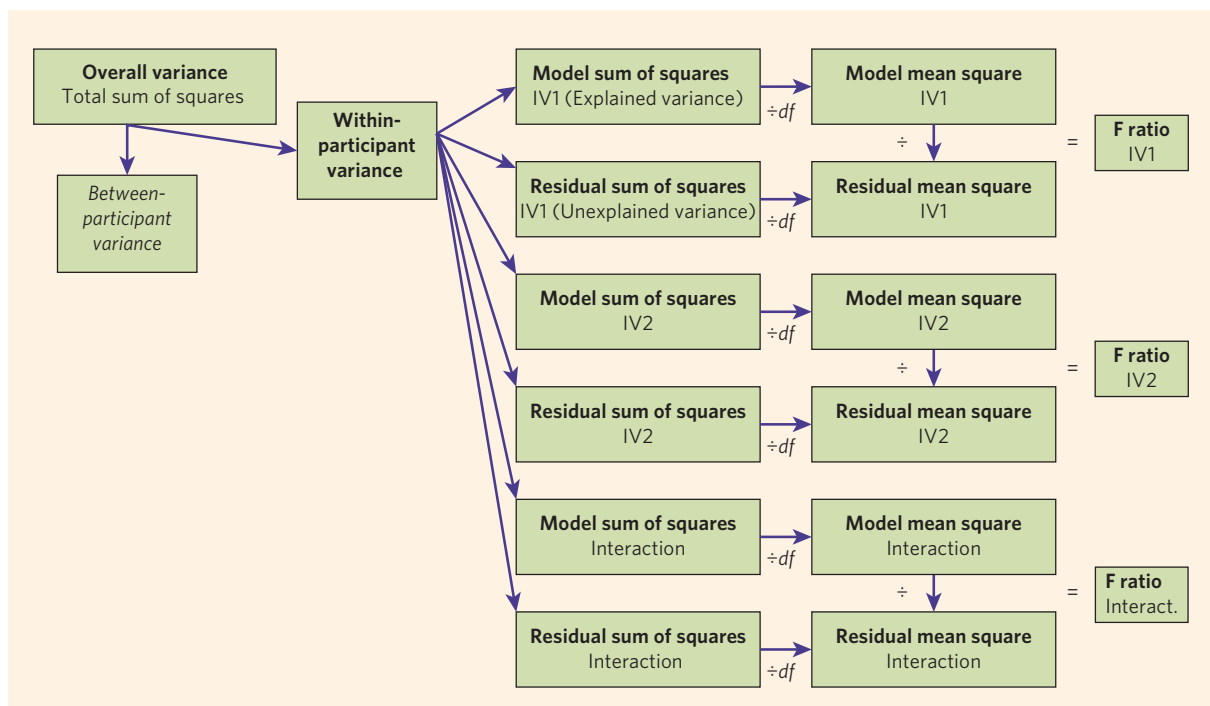 Overall variance
Total sum of squares
Between-
participant
variance
Within-
participant
variance
Model sum of squares
IV1 (Explained variance)
÷df
Model mean square
IV1
÷
Residual sum of squares
IV1 (Unexplained variance)
÷df
Residual mean square
IV1
=
F ratio
IV1
Model sum of squares
IV2
÷df
Model mean square
IV2
÷
Residual sum of squares
IV2
÷df
Residual mean square
IV2
=
F ratio
IV2
Model sum of squares
Interaction
÷df
Model mean square
Interaction
÷
Residual sum of squares
Interaction
÷df
Residual mean square
Interaction
=
F ratio
Interact.